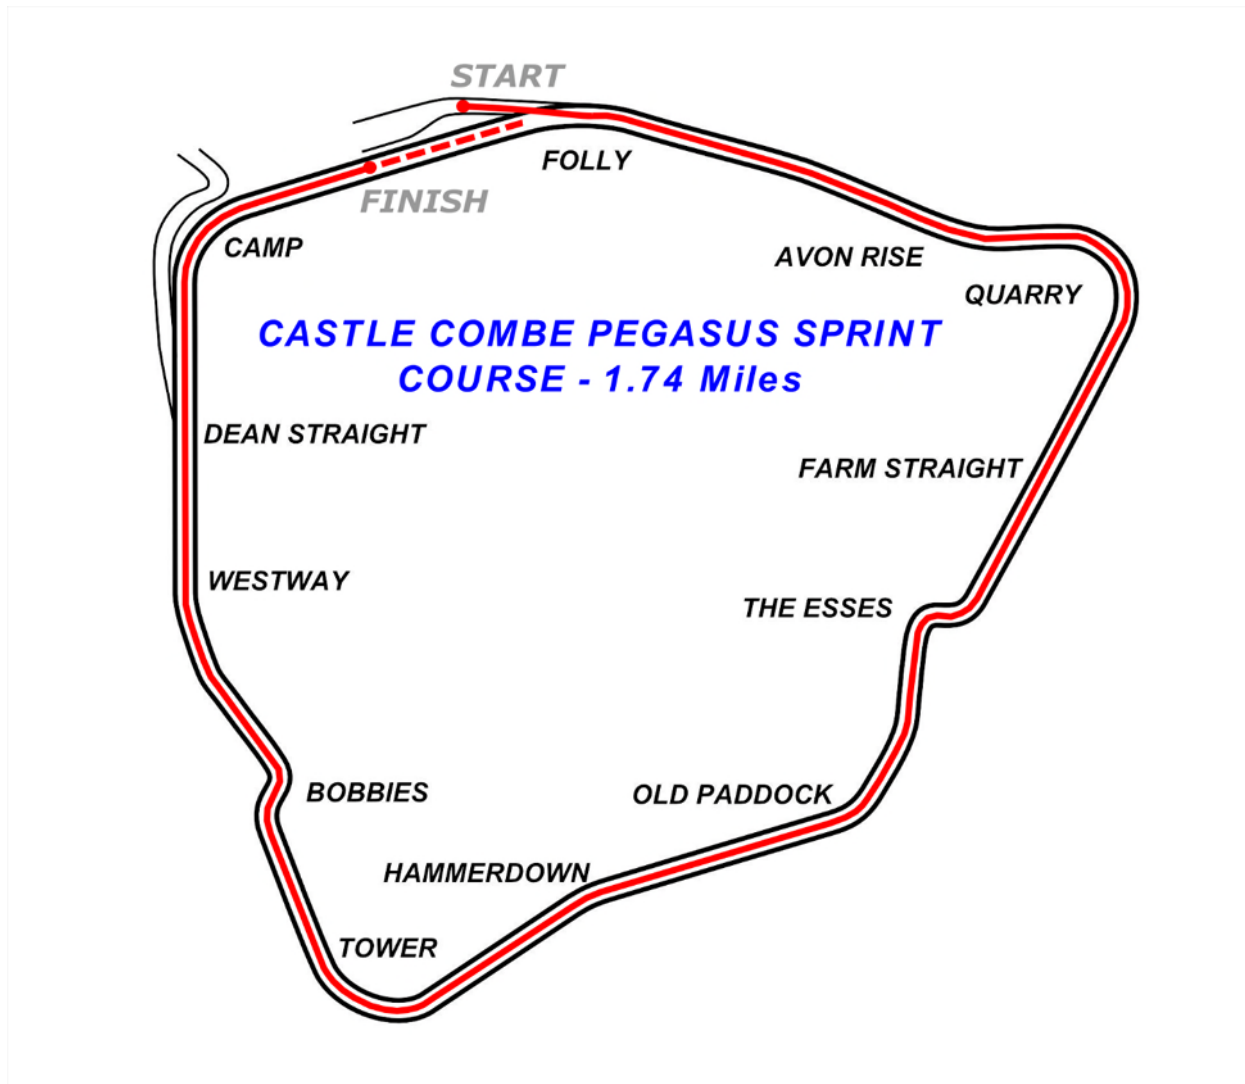 START
FOLLY
FINISH
CAMP
AVON RISE
QUARRY
CASTLE COMBE PEGASUS SPRINT
COURSE - 1.74 Miles
DEAN STRAIGHT
FARM STRAIGHT
WESTWAY
THE ESSES
BOBBIES
OLD PADDOCK
HAMMERDOWN
TOWER